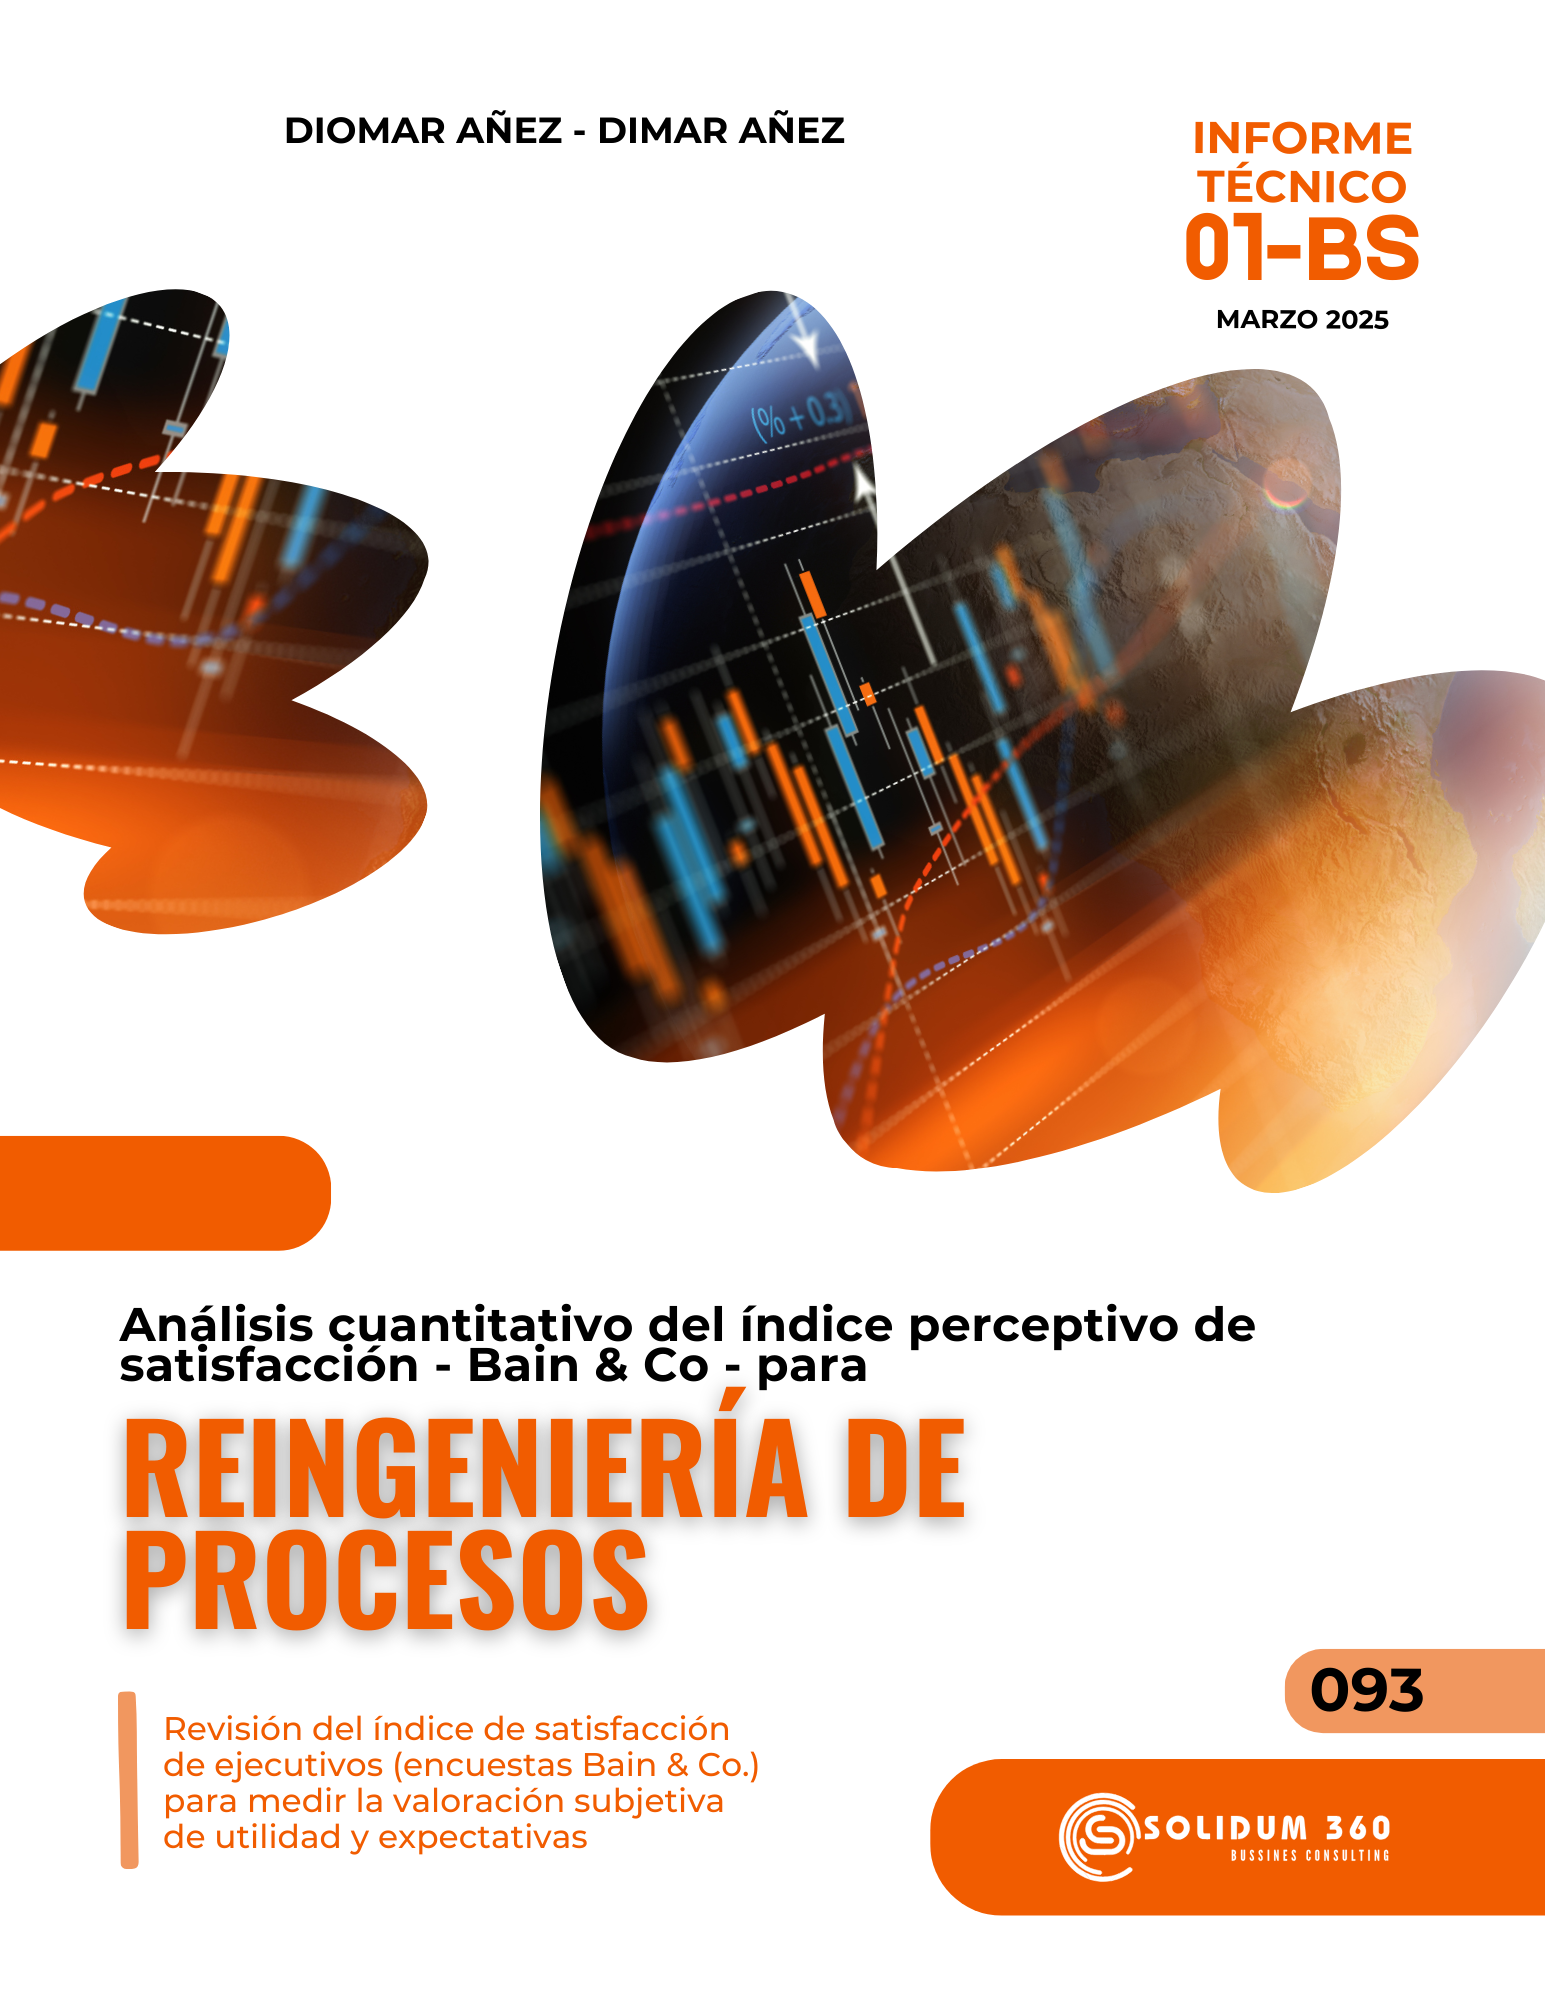 DIOMAR AÑEZ - DIMAR AÑEZ
INFORME
TÉCNICO
01-BS
MARZO 2025
(% + 0.3)
Análisis cuantitativo del índice perceptivo de
satisfacción - Bain & Co - para
REINGENIERÍA DE
PROCESOS
093
Revisión del índice de satisfacción
de ejecutivos (encuestas Bain & Co.)
para medir la valoración subjetiva
de utilidad y expectativas
SOLIDUM 360
BUSSINES CONSULTING